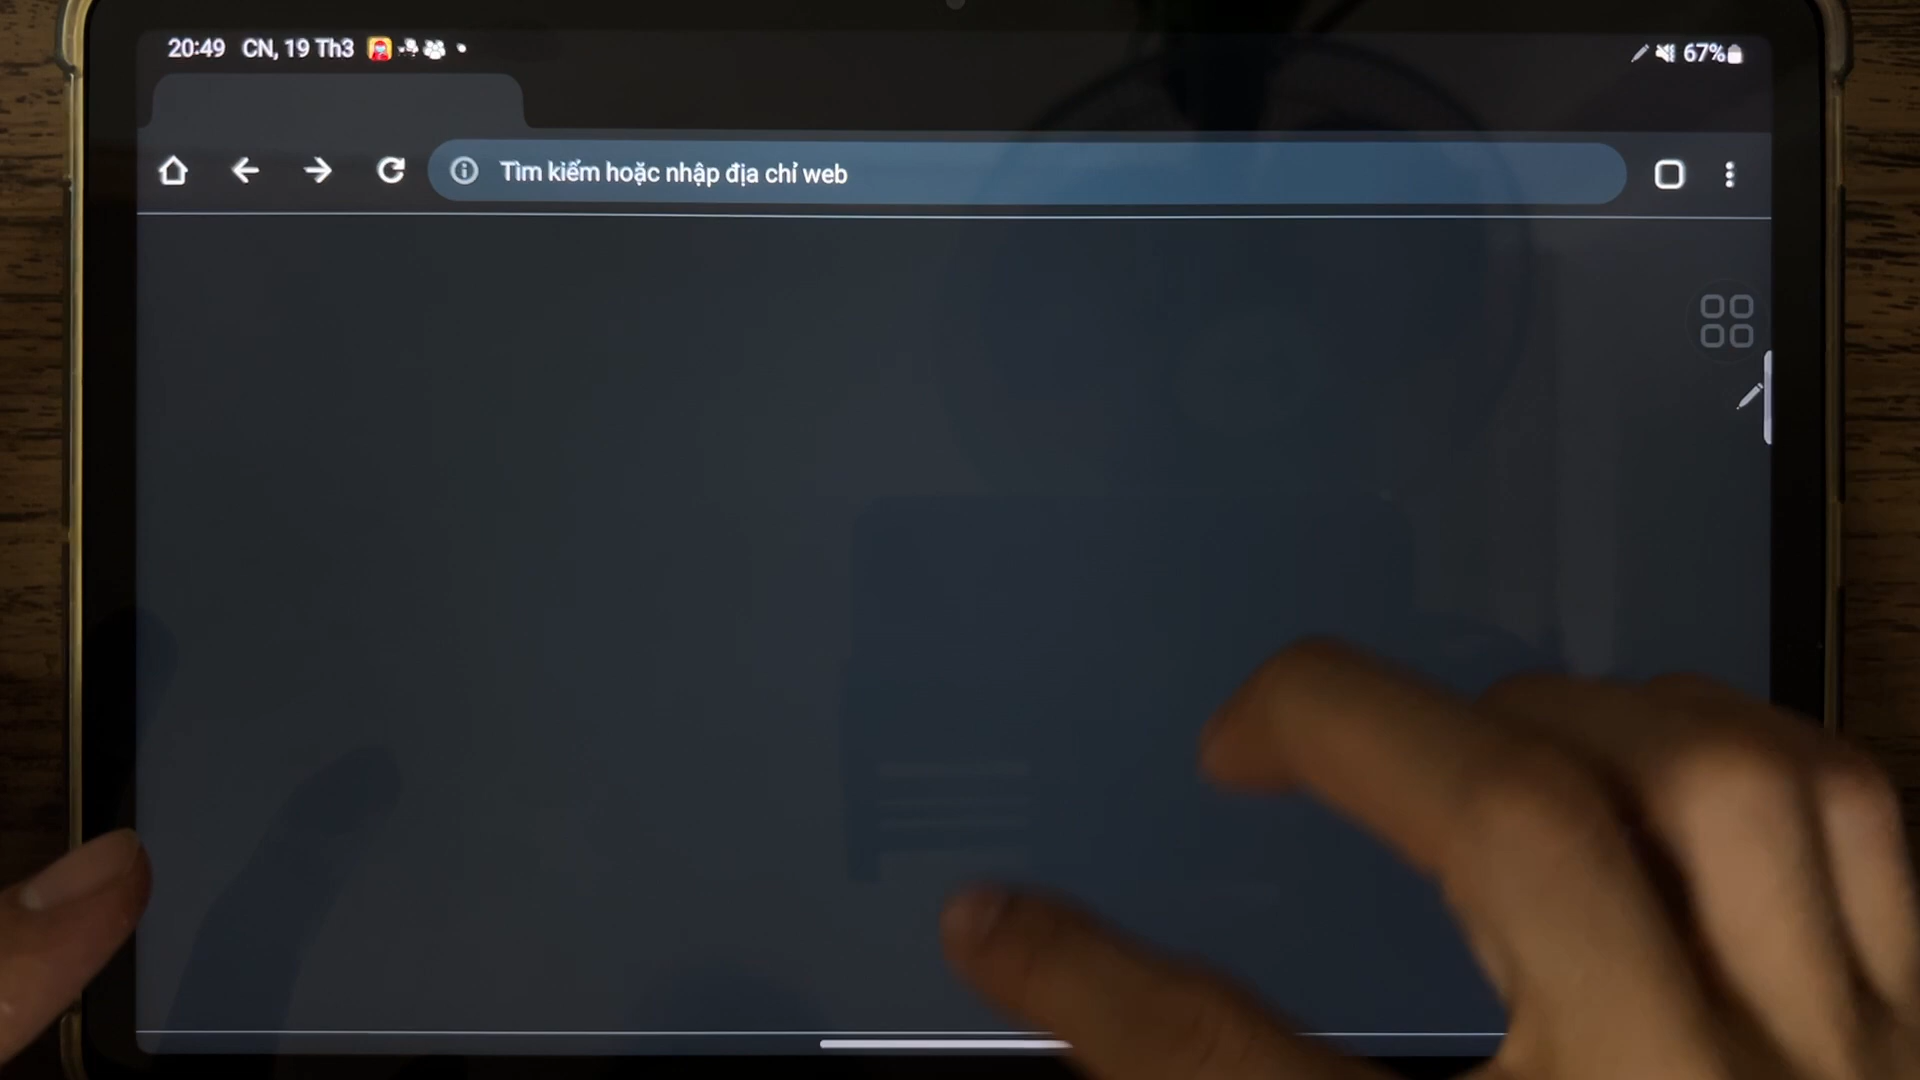 20:49 CN, 19 Th3
67%
Tìm kiếm hoặc nhập địa chỉ web